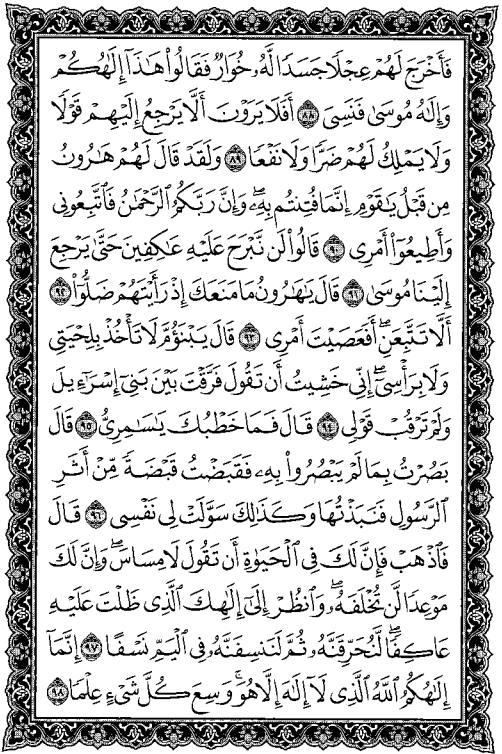 فَأَخْرَجَ لَهُمْ عِجْلًا جَسَدًا لَّهُۥ خُوَارٌ فَقَالُوا۟ هَـٰذَآ إِلَـٰهُكُمْ
وَإِلَـٰهُ مُوسَىٰ فَنَسِىَ ٨٨ أَفَلَا يَرَوْنَ أَلَّا يَرْجِعُ إِلَيْهِمْ قَوْلًا
وَلَا يَمْلِكُ لَهُمْ ضَرًّا وَلَا نَفْعًا ٨٩ وَلَقَدْ قَالَ لَهُمْ هَـٰرُونُ
مِن قَبْلُ يَـٰقَوْمِ إِنَّمَا فُتِنتُم بِهِۦ ۖ وَإِنَّ رَبَّكُمُ ٱلرَّحْمَـٰنُ فَٱتَّبِعُونِى
وَأَطِيعُوٓا۟ أَمْرِى ٩٠ قَالُوا۟ لَن نَّبْرَحَ عَلَيْهِ عَـٰكِفِينَ حَتَّىٰ يَرْجِعَ
إِلَيْنَا مُوسَىٰ ٩١ قَالَ يَـٰهَـٰرُونُ مَا مَنَعَكَ إِذْ رَأَيْتَهُمْ ضَلُّوٓا۟ ٩٢
أَلَّا تَتَّبِعَنِ ۖ أَفَعَصَيْتَ أَمْرِى ٩٣ قَالَ يَبْنَؤُمَّ لَا تَأْخُذْ بِلِحْيَتِى
وَلَا بِرَأْسِىٓ ۖ إِنِّى خَشِيتُ أَن تَقُولَ فَرَّقْتَ بَيْنَ بَنِىٓ إِسْرَٰٓءِيلَ
وَلَمْ تَرْقُبْ قَوْلِى ٩٤ قَالَ فَمَا خَطْبُكَ يَـٰسَـٰمِرِىُّ ٩٥ قَالَ
بَصُرْتُ بِمَا لَمْ يَبْصُرُوا۟ بِهِۦ فَقَبَضْتُ قَبْضَةً مِّنْ أَثَرِ
ٱلرَّسُولِ فَنَبَذْتُهَا وَكَذَٰلِكَ سَوَّلَتْ لِى نَفْسِى ٩٦ قَالَ
فَٱذْهَبْ فَإِنَّ لَكَ فِى ٱلْحَيَوٰةِ أَن تَقُولَ لَا مِسَاسَ ۖ وَإِنَّ لَكَ
مَوْعِدًا لَّن تُخْلَفَهُۥ ۖ وَٱنظُرْ إِلَىٰٓ إِلَـٰهِكَ ٱلَّذِى ظَلْتَ عَلَيْهِ
عَاكِفًا ۖ لَّنُحَرِّقَنَّهُۥ ثُمَّ لَنَنسِفَنَّهُۥ فِى ٱلْيَمِّ نَسْفًا ٩٧ إِنَّمَآ
إِلَـٰهُكُمُ ٱللَّهُ ٱلَّذِى لَآ إِلَـٰهَ إِلَّا هُوَ ۚ وَسِعَ كُلَّ شَىْءٍ عِلْمًا ٩٨